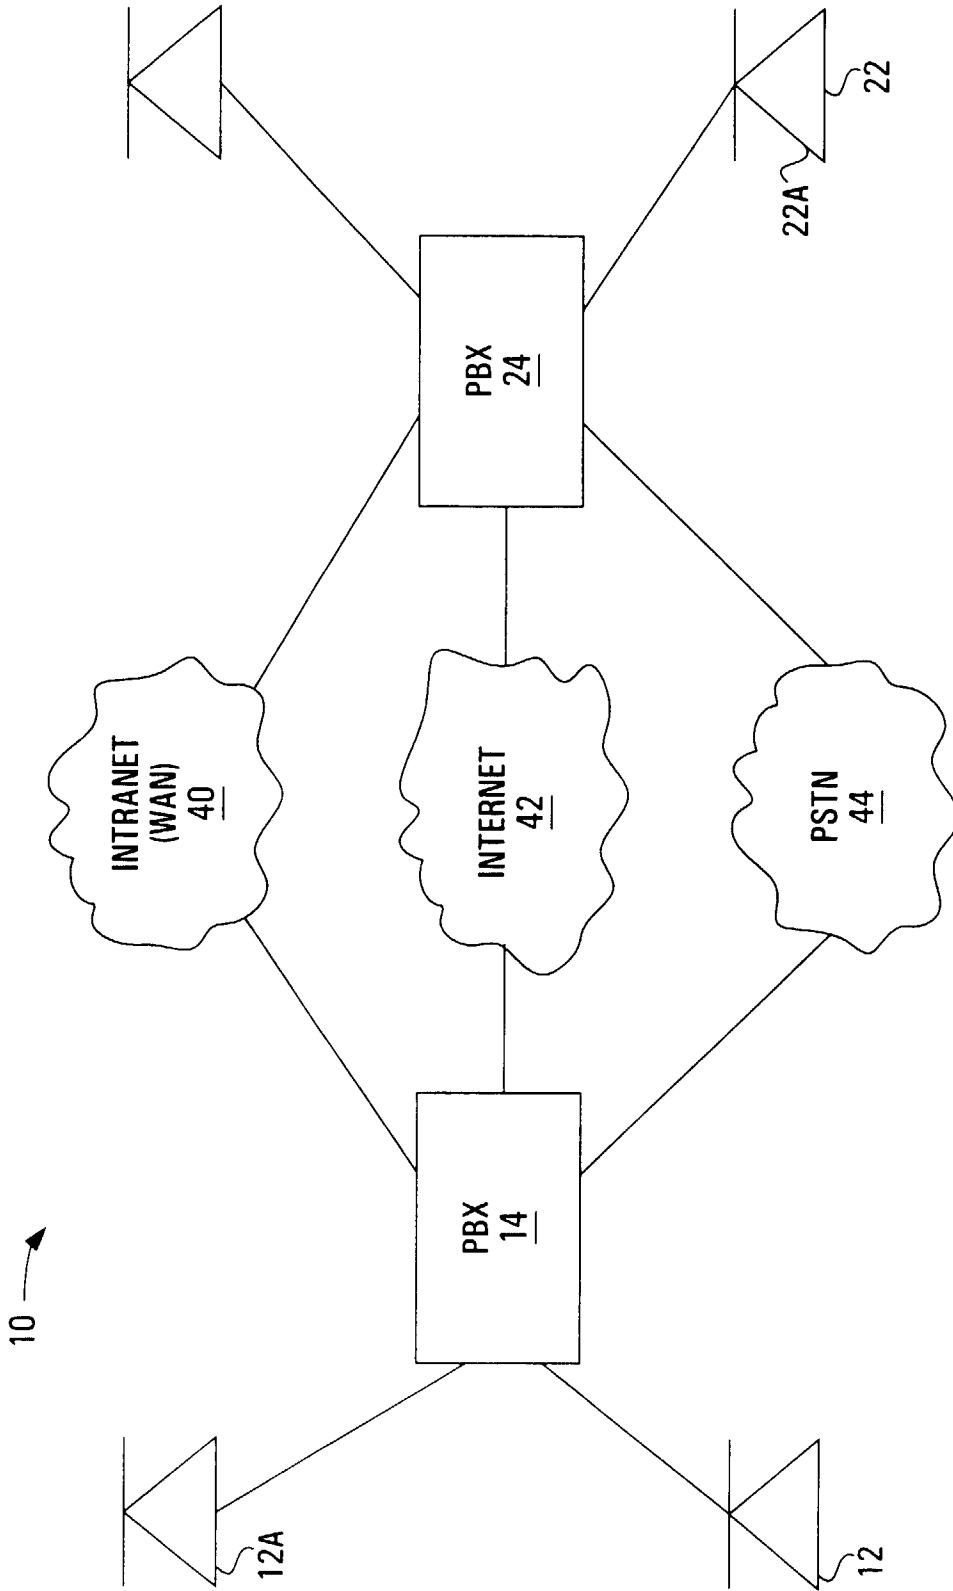 10
12A
12
PBX
14
INTRANET
(WAN)
40
INTERNET
42
PSTN
44
PBX
24
22A
22